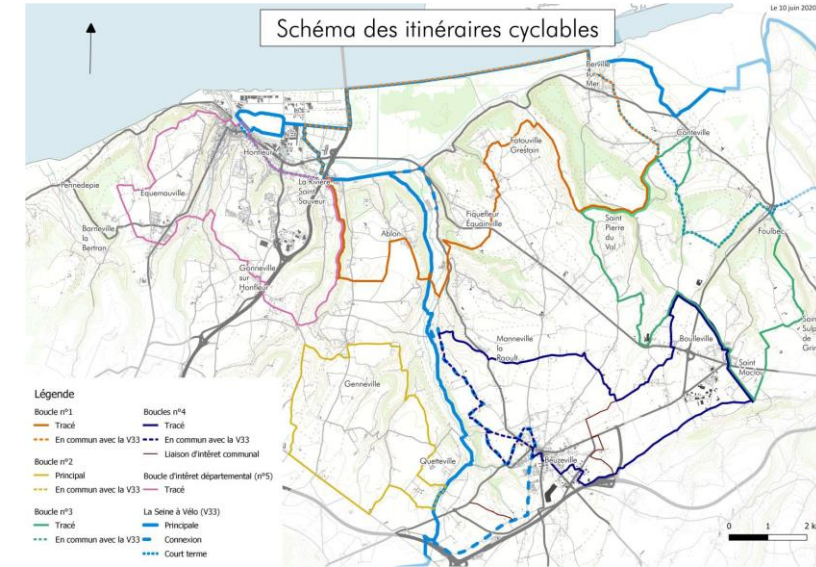 Le 10 juin 2020
Schéma des itinéraires cyclables
Berville
sur
Mer
Conteville
Honfleur
Fatouville
Grestain
Pennedepie
Equemauville
La Rivière
Saint
Sauveur
Barneville
la
Bertran
Ablon
Fiquefleur
Equainville
Saint
Pierre
du
Val
Foulbec
Gonneville
sur
Honfleur
Manneville
la
Raoult
Boulleville
Saint
Maclou
Genneville
Quetteville
Beuzeville
Légende
Boucle n°1
Tracé
En commun avec la V33
Boucle n°2
Principal
En commun avec la V33
Boucle n°3
Tracé
En commun avec la V33
Boucles n°4
Tracé
En commun avec la V33
Liaison d'intéret communal
Boucle d'intéret départemental (n°5)
Tracé
La Seine à Vélo (V33)
Principale
Connexion
Court terme
0 1 2 k